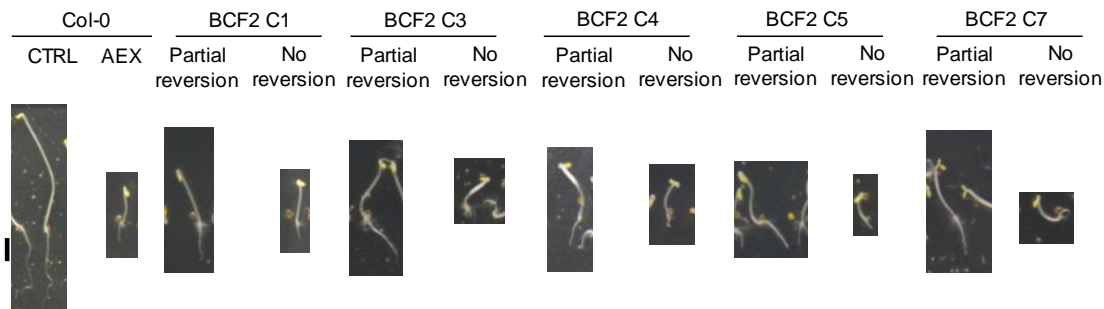 Col-0 BCF2 C1 BCF2 C3 BCF2 C4 BCF2 C5 BCF2 C7
CTRL AEX Partial No Partial No Partial No Partial No Partial No
reversion reversion reversion reversion reversion reversion reversion reversion reversion reversion